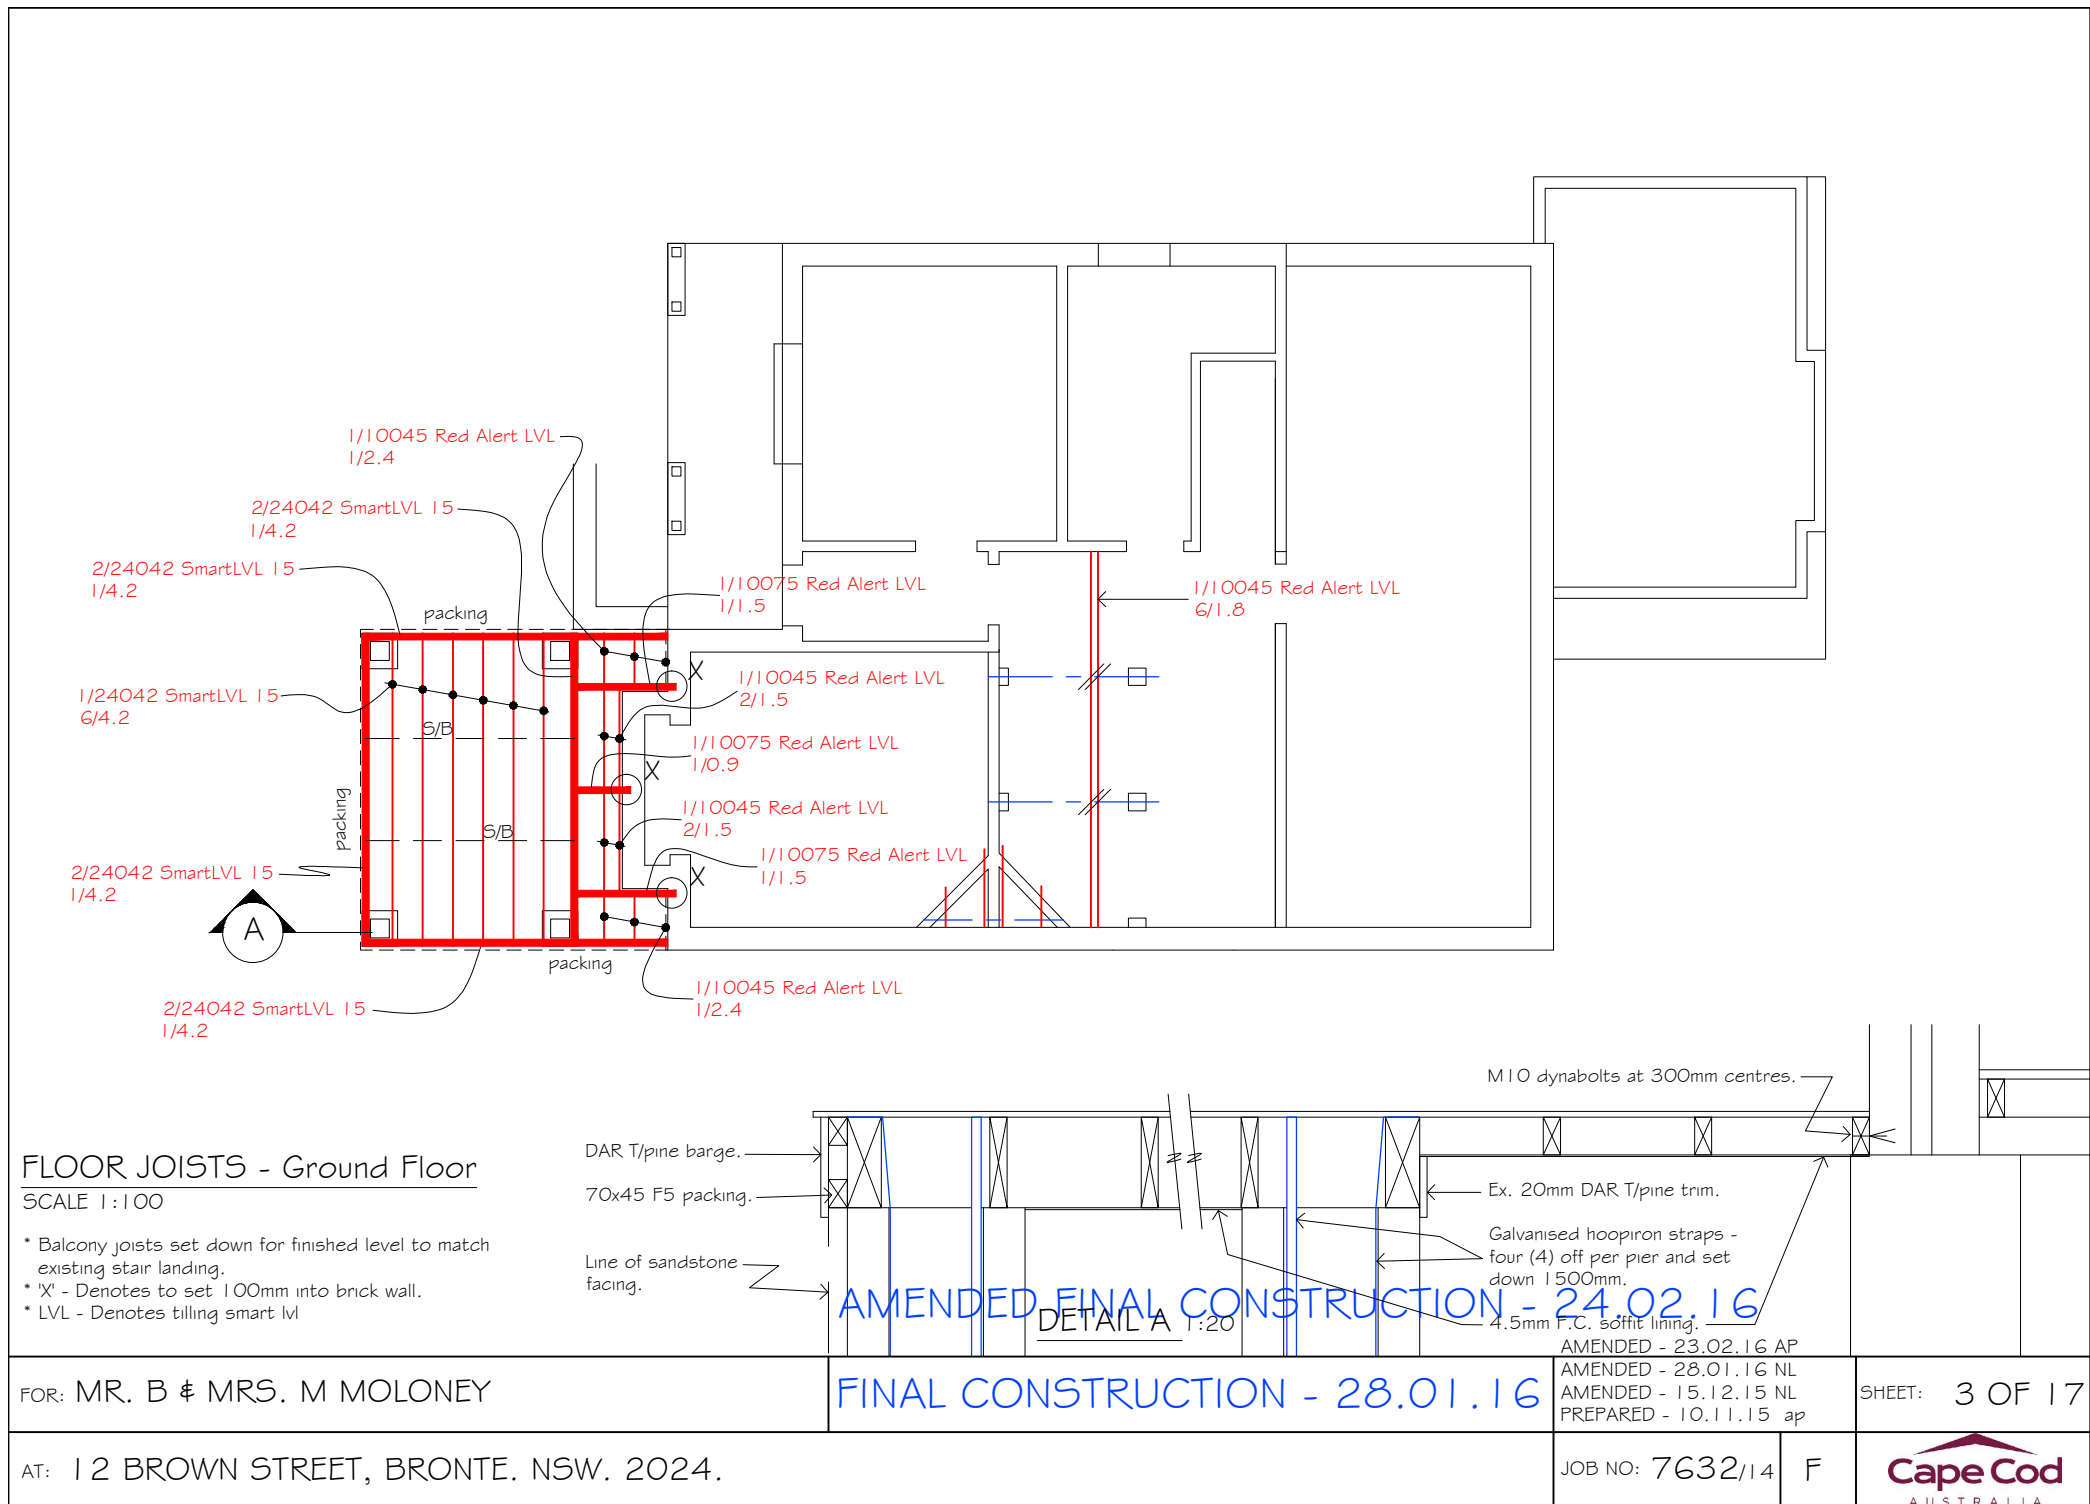 1/10045 Red Alert LVL
1/2.4
2/24042 SmartLVL 15
1/4.2
2/24042 SmartLVL 15
1/4.2
packing
1/10075 Red Alert LVL
1/1.5
1/10045 Red Alert LVL
6/1.8
X
1/10045 Red Alert LVL
2/1.5
1/24042 SmartLVL 15
6/4.2
S/B
1/10075 Red Alert LVL
1/0.9
X
packing
S/B
1/10045 Red Alert LVL
2/1.5
1/10075 Red Alert LVL
1/1.5
X
2/24042 SmartLVL 15
1/4.2
A
packing
1/10045 Red Alert LVL
1/2.4
2/24042 SmartLVL 15
1/4.2
M10 dynabolts at 300mm centres.
DAR T/pine barge.
70x45 F5 packing.
Ex. 20mm DAR T/pine trim.
Line of sandstone
facing.
Galvanised hoopiron straps -
four (4) off per pier and set
down 1500mm.
4.5mm F.C. soffit lining.
DETAIL A 1:20
FLOOR JOISTS - Ground Floor
SCALE 1:100
* Balcony joists set down for finished level to match
existing stair landing.
* 'X' - Denotes to set 100mm into brick wall.
* LVL - Denotes tilling smart lvl
AMENDED FINAL CONSTRUCTION - 24.02.16
AMENDED - 23.02.16 AP
AMENDED - 28.01.16 NL
AMENDED - 15.12.15 NL
PREPARED - 10.11.15 ap
FOR: MR. B & MRS. M MOLONEY
FINAL CONSTRUCTION - 28.01.16
SHEET: 3 OF 17
AT: 12 BROWN STREET, BRONTE. NSW. 2024.
JOB NO: 7632/14
F
Cape Cod
AUSTRALIA